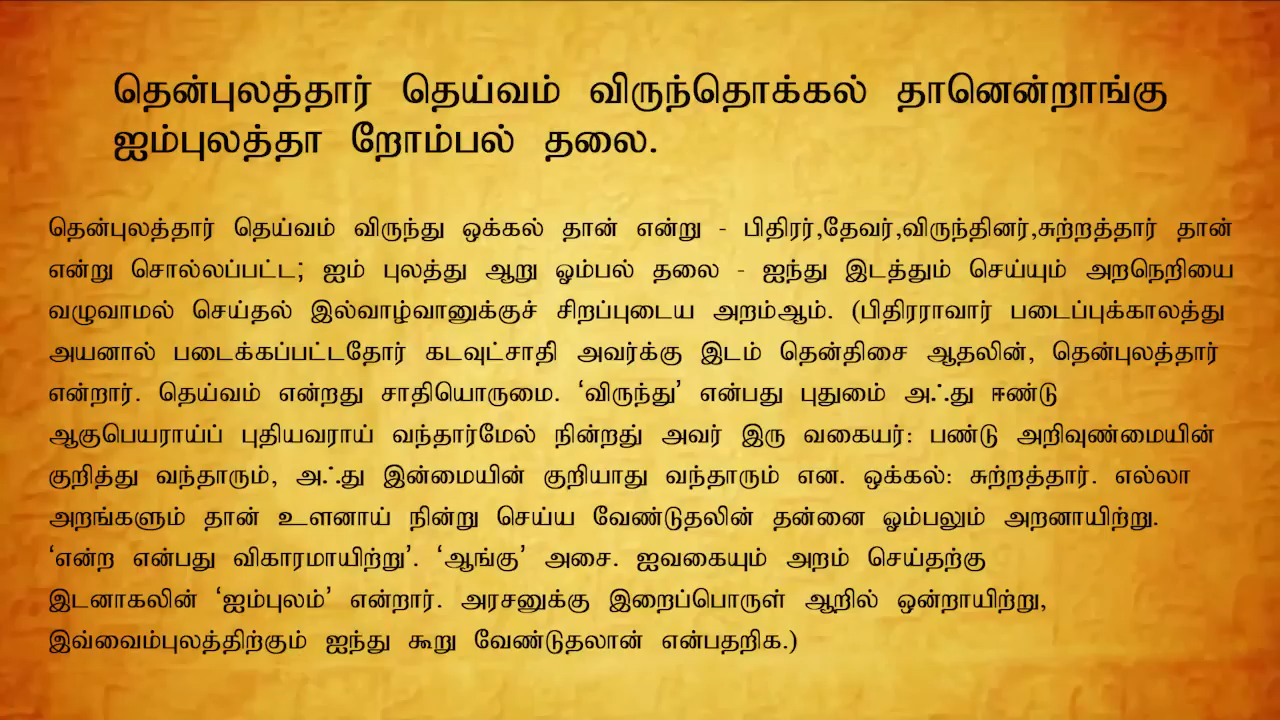 தென்புலத்தார் தெய்வம் விருந்தொக்கல் தானென்றாங்கு
ஐம்புலத்தா றோம்பல் தலை.
தென்புலத்தார் தெய்வம் விருந்து ஒக்கல் தான் என்று - பிதிரர்,தேவர்,விருந்தினர்,சுற்றத்தார் தான்
என்று சொல்லப்பட்ட; ஐம் புலத்து ஆறு ஓம்பல் தலை - ஐந்து இடத்தும் செய்யும் அறநெறியை
வழுவாமல் செய்தல் இல்வாழ்வானுக்குச் சிறப்புடைய அறம்ஆம். (பிதிரராவார் படைப்புக்காலத்து
அயனால் படைக்கப்பட்டதோர் கடவுட்சாதி் அவர்க்கு இடம் தென்திசை ஆதலின், தென்புலத்தார்
என்றார். தெய்வம் என்றது சாதியொருமை. ‘விருந்து’ என்பது புதுமை் அஃது ஈண்டு
ஆகுபெயராய்ப் புதியவராய் வந்தார்மேல் நின்றது் அவர் இரு வகையர்: பண்டு அறிவுண்மையின்
குறித்து வந்தாரும், அஃது இன்மையின் குறியாது வந்தாரும் என. ஒக்கல்: சுற்றத்தார். எல்லா
அறங்களும் தான் உளனாய் நின்று செய்ய வேண்டுதலின் தன்னை ஓம்பலும் அறனாயிற்று.
‘என்ற என்பது விகாரமாயிற்று’. ‘ஆங்கு’ அசை. ஐவகையும் அறம் செய்தற்கு
இடனாகலின் ‘ஐம்புலம்’ என்றார். அரசனுக்கு இறைப்பொருள் ஆறில் ஒன்றாயிற்று,
இவ்வைம்புலத்திற்கும் ஐந்து கூறு வேண்டுதலான் என்பதறிக.)